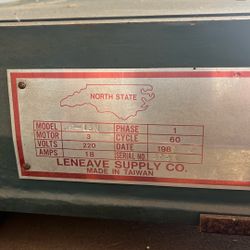 NORTH STATE
MODEL PHASE 1
MOTOR 3 CYCLE 60
VOLTS 220 DATE 198
AMPS 18 SERIAL NO.
LENEAVE SUPPLY CO.
MADE IN TAIWAN